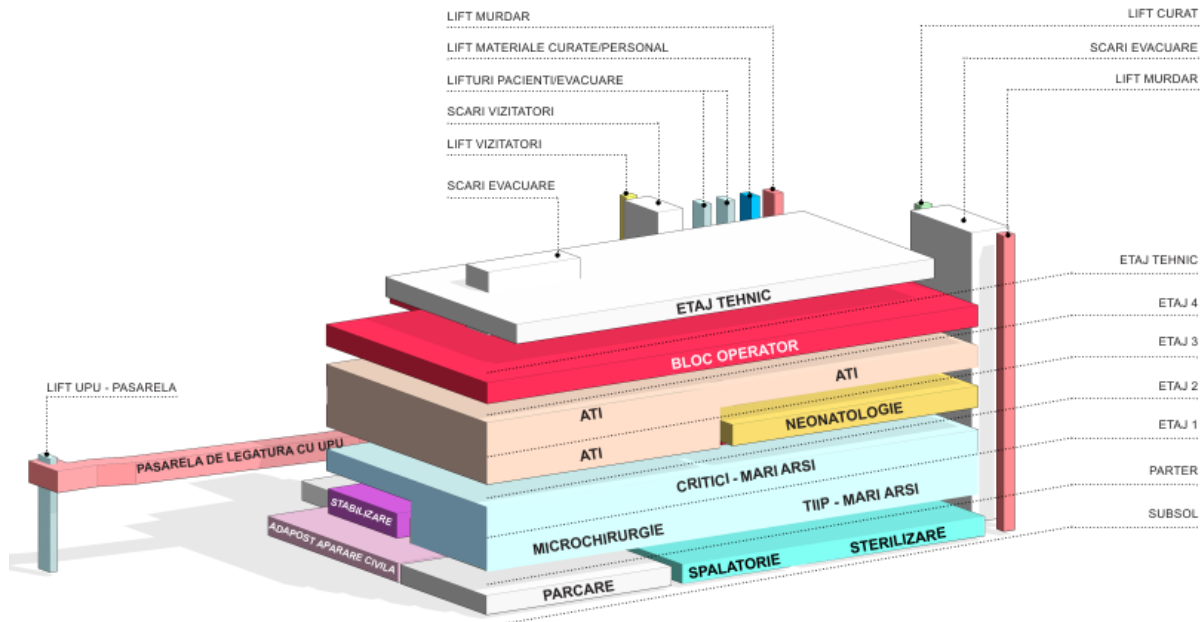 LIFT MURDAR
LIFT MATERIALE CURATE/PERSONAL
LIFTURI PACIENTI/EVACUARE
SCARI VIZITATORI
LIFT VIZITATORI
SCARI EVACUARE
LIFT CURAT
SCARI EVACUARE
LIFT MURDAR
ETAJ TEHNIC
ETAJ 4
ETAJ 3
ETAJ 2
ETAJ 1
PARTER
SUBSOL
LIFT UPU - PASARELA
PASARELA DE LEGATURA CU UPU
ETAJ TEHNIC
BLOC OPERATOR
ATI
ATI
NEONATOLOGIE
ATI
CRITICI - MARI ARSI
TIIP - MARI ARSI
MICROCHIRURGIE
STABILIZARE
ADAPOST APARARE CIVILA
STERILIZARE
SPALATORIE
PARCARE